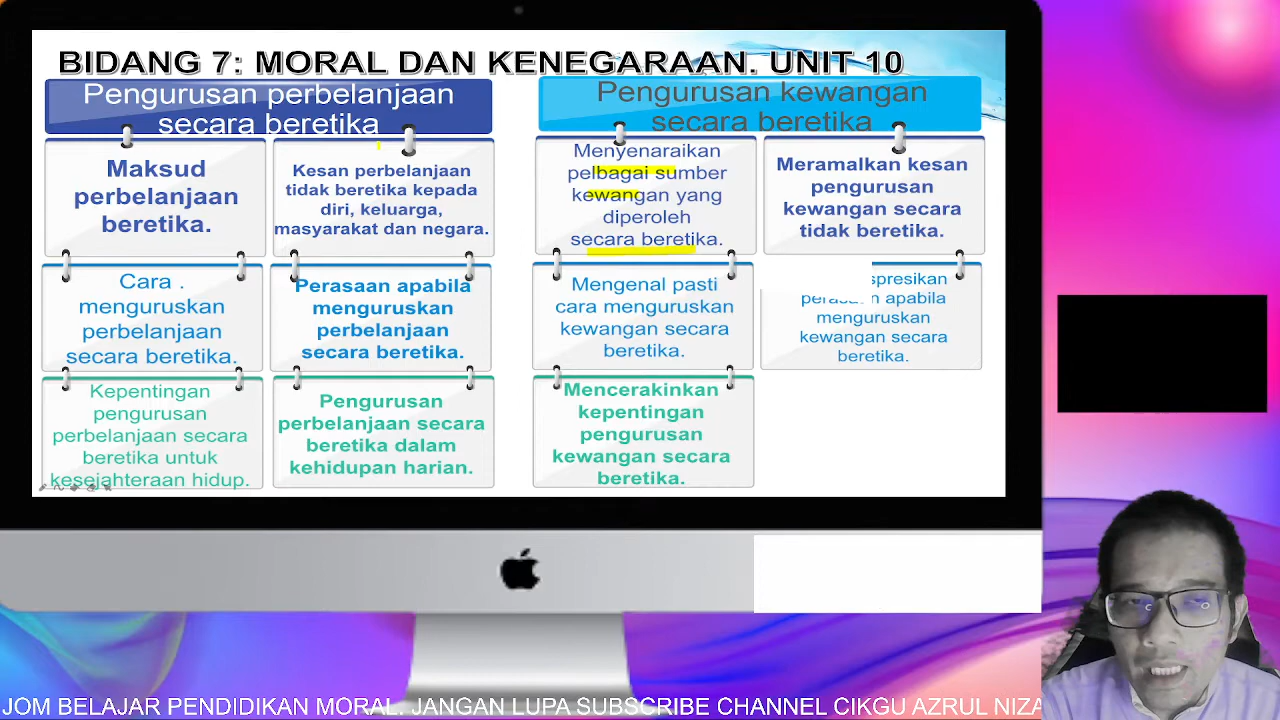 BIDANG 7: MORAL DAN KENEGARAAN. UNIT 10
Pengurusan perbelanjaan
secara beretika
Maksud
perbelanjaan
beretika.
Kesan perbelanjaan
tidak beretika kepada
diri, keluarga,
masyarakat dan negara.
Cara .
menguruskan
perbelanjaan
secara beretika.
Perasaan apabila
menguruskan
perbelanjaan
secara beretika.
Kepentingan
pengurusan
perbelanjaan secara
beretika untuk
kesejahteraan hidup.
Pengurusan
perbelanjaan secara
beretika dalam
kehidupan harian.
Pengurusan kewangan
secara beretika
Menyenaraikan
pelbagai sumber
kewangan yang
diperoleh
secara beretika.
Meramalkan kesan
pengurusan
kewangan secara
tidak beretika.
Mengenal pasti
cara menguruskan
kewangan secara
beretika.
spresikan
apabila
menguruskan
kewangan secara
beretika.
Mencerakinkan
kepentingan
pengurusan
kewangan secara
beretika.
JOM BELAJAR PENDIDIKAN MORAL. JANGAN LUPA SUBSCRIBE CHANNEL CIKGU AZRUL NIZA